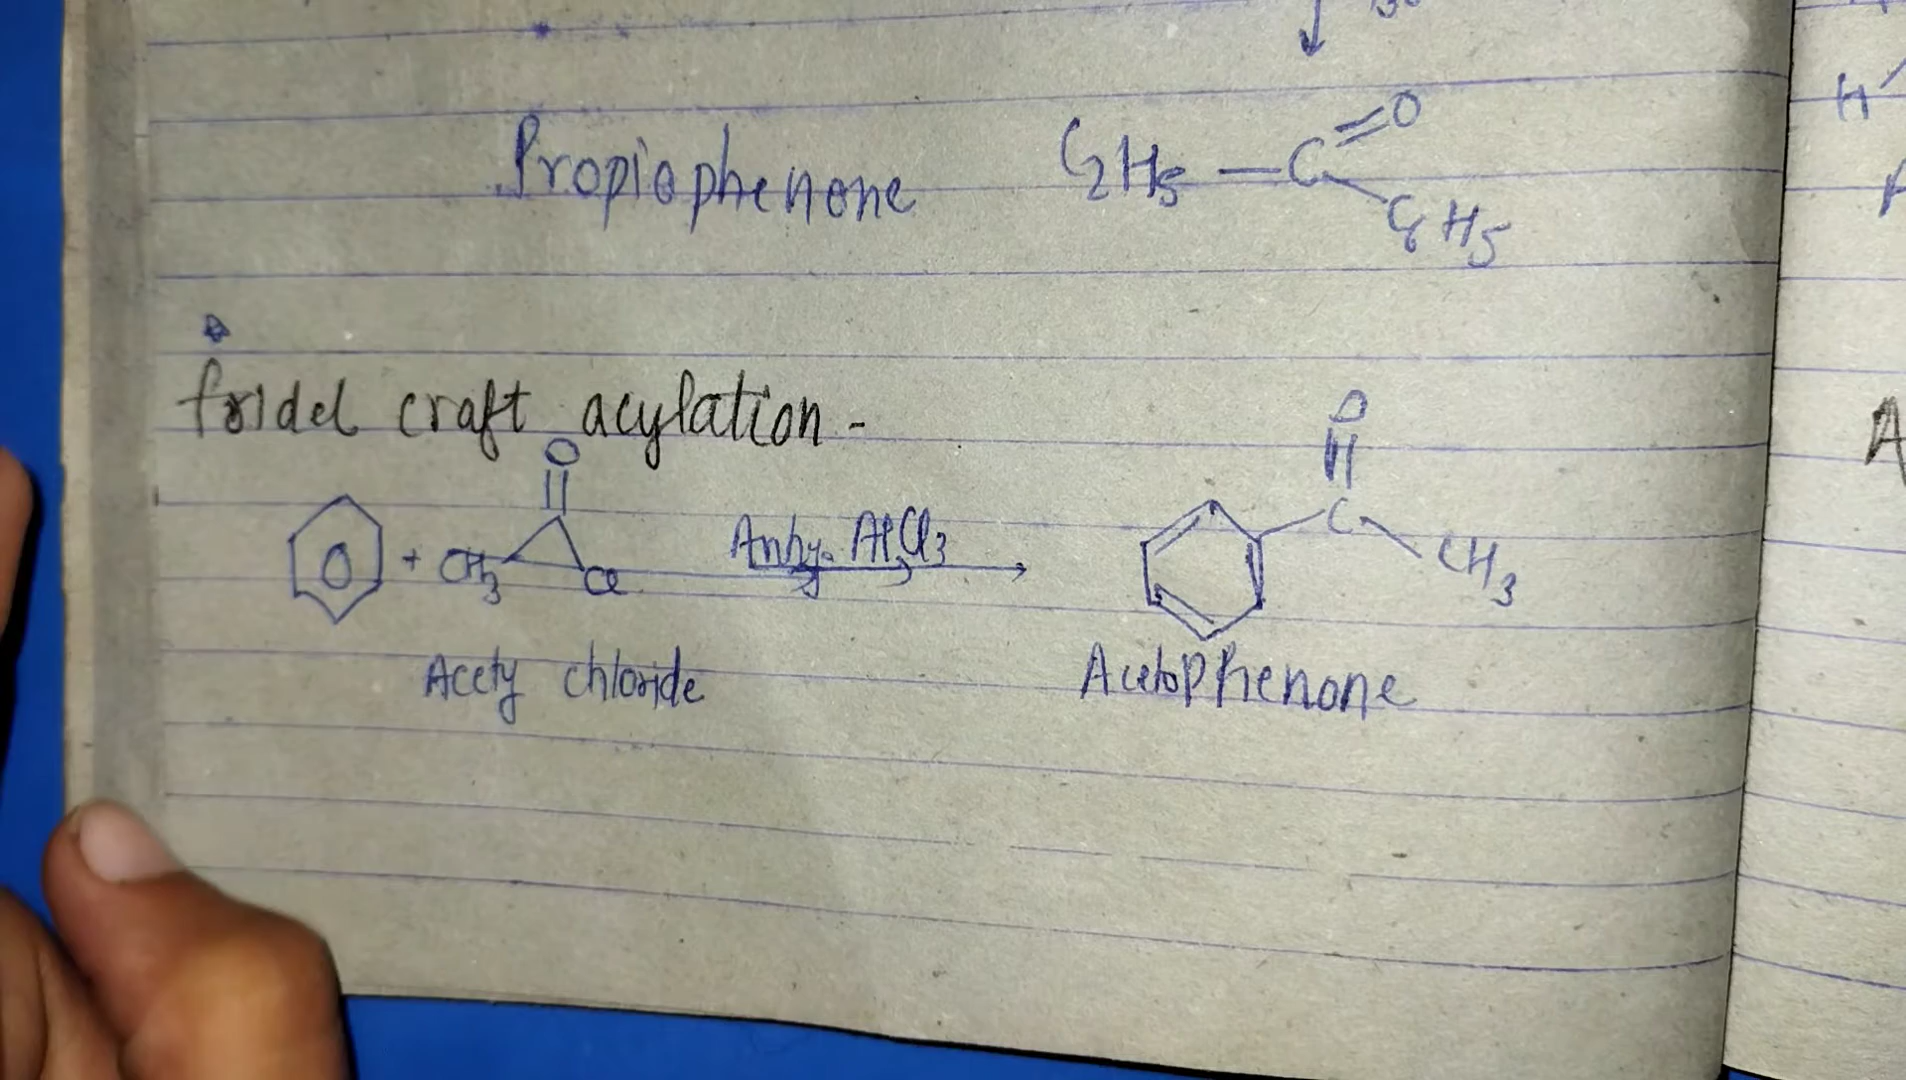 Propiophenone C2H5 — C = O
C6H5
fridel craft acylation -
O O
+ CH3 Cl Anhy. AlCl3 → C CH3
Acety chloride Acetophenone